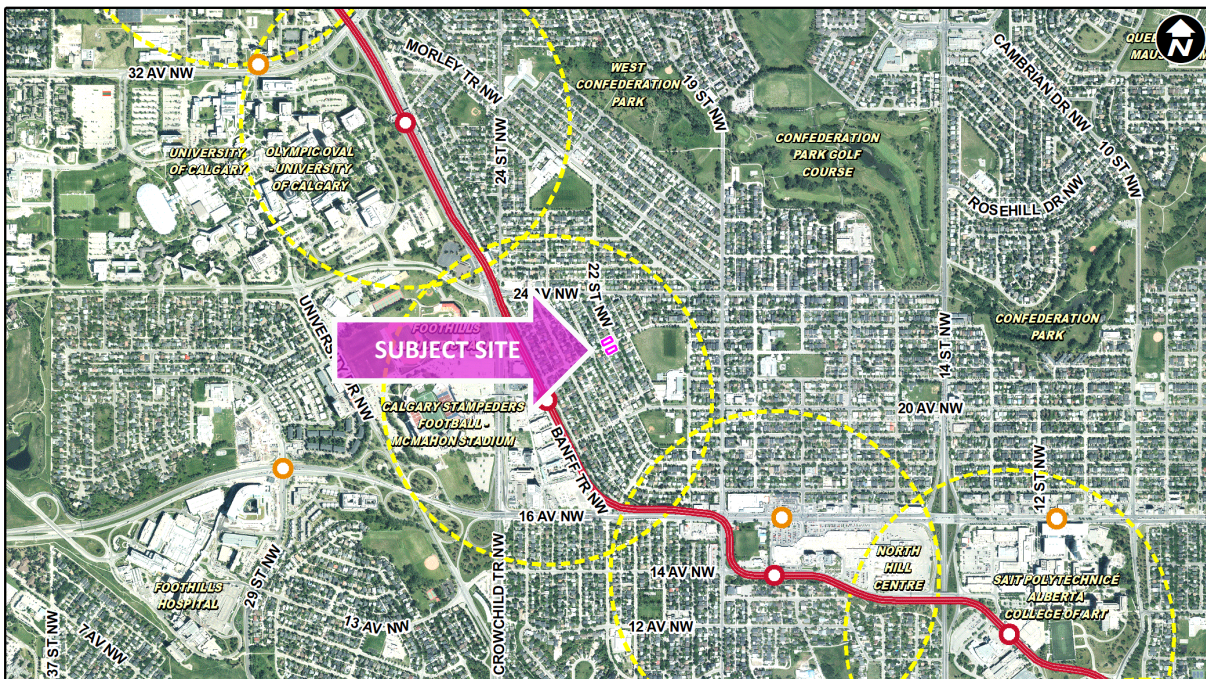 MORLEY TR NW
WEST
CONFEDERATION
PARK
19 ST NW
CAMBRIAN DR NW
N
32 AV NW
10 ST NW
UNIVERSITY
OF CALGARY
OLYMPIC OVAL
- UNIVERSITY
OF CALGARY
24 ST NW
CONFEDERATION
PARK GOLF
COURSE
ROSEHILL DR NW
22 ST NW
24 AV NW
UNIVERSITY DR NW
FOOTHILLS
SUBJECT SITE
14 ST NW
CONFEDERATION
PARK
CALGARY STAMPEDERS
FOOTBALL -
MCMAHON STADIUM
20 AV NW
BANFF TR NW
12 ST NW
16 AV NW
29 ST NW
CROWCHILD TR NW
14 AV NW
NORTH
HILL
CENTRE
SAIT POLYTECHNICE
ALBERTA
COLLEGE OF ART
FOOTHILLS
HOSPITAL
13 AV NW
12 AV NW
37 ST NW
7 AV NW